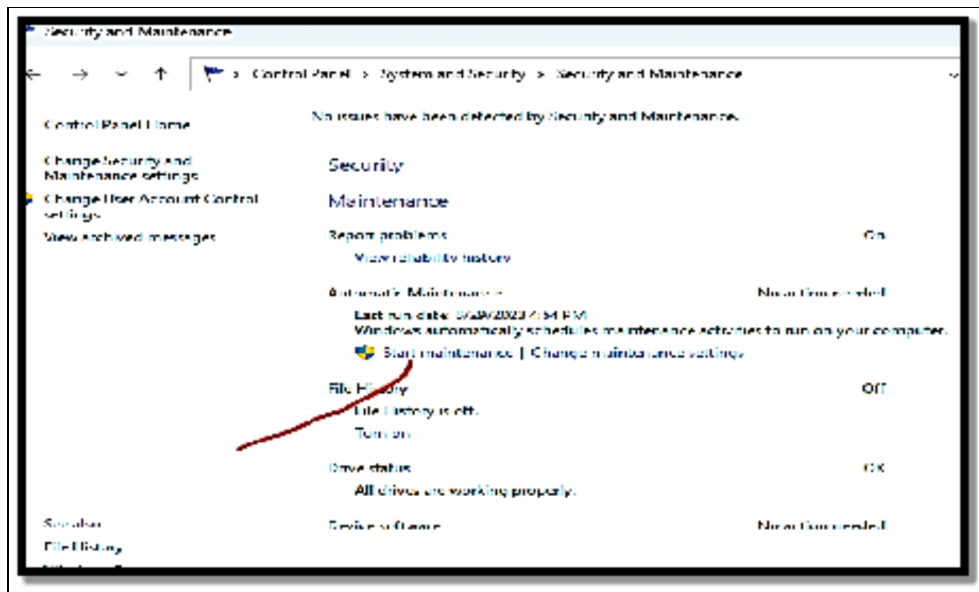 Security and Maintenance
Control Panel > System and Security > Security and Maintenance
Control Panel Home
Change Security and
Maintenance settings
Change User Account Control
settings
View archived messages
See also
File History
No issues have been detected by Security and Maintenance.
Security
Maintenance
Report problems On
View reliability history
Automatic Maintenance No action needed
Last run date: 4:54 PM
Windows automatically schedules maintenance activities to run on your computer.
Start maintenance | Change maintenance settings
File History Off
File History is off.
Turn on
Drive status OK
All drives are working properly.
Device software No action needed